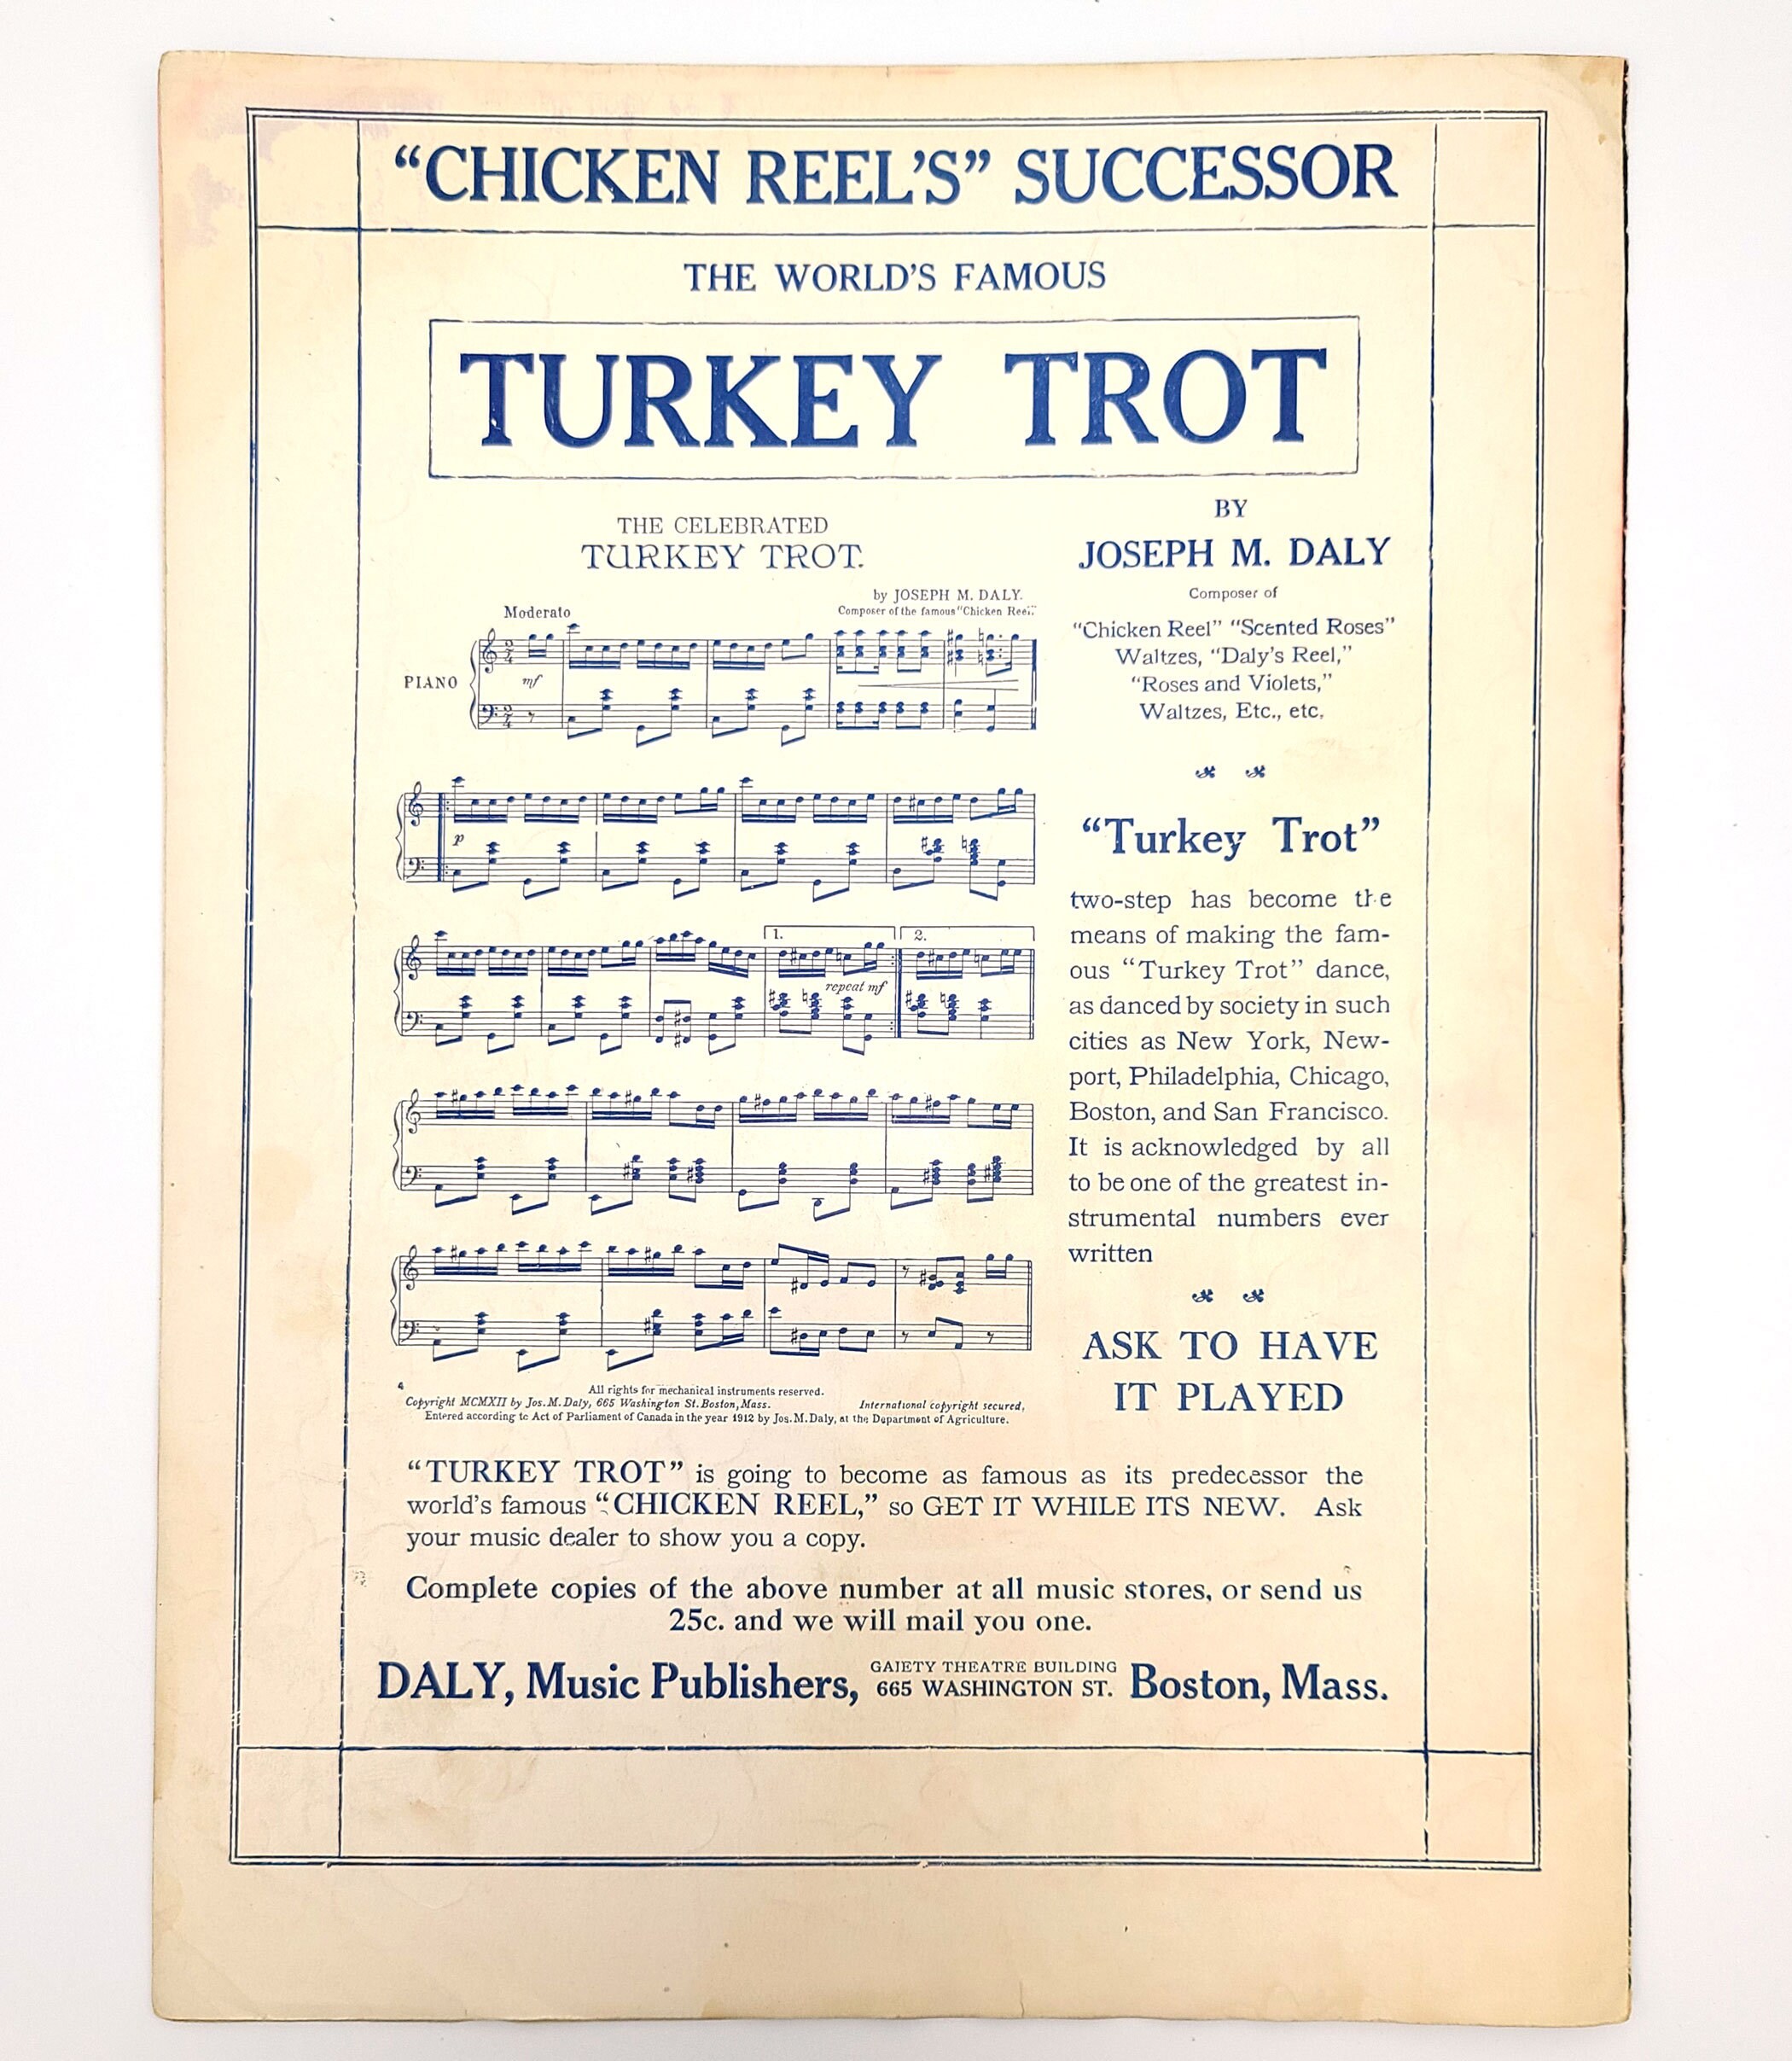 “CHICKEN REEL’S” SUCCESSOR
THE WORLD’S FAMOUS
TURKEY TROT
THE CELEBRATED
TURKEY TROT.
by JOSEPH M. DALY.
Composer of the famous “Chicken Reel”
Moderato
PIANO
mf
p
1.
2.
repeat mf
4
All rights for mechanical instruments reserved.
Copyright MCMXII by Jos. M. Daly, 665 Washington St. Boston, Mass. International copyright secured,
Entered according to Act of Parliament of Canada in the year 1912 by Jos. M. Daly, at the Department of Agriculture.
BY
JOSEPH M. DALY
Composer of
“Chicken Reel” “Scented Roses”
Waltzes, “Daly’s Reel,”
“Roses and Violets,”
Waltzes, Etc., etc.
“Turkey Trot”
two-step has become the
means of making the fam-
ous “Turkey Trot” dance,
as danced by society in such
cities as New York, New-
port, Philadelphia, Chicago,
Boston, and San Francisco.
It is acknowledged by all
to be one of the greatest in-
strumental numbers ever
written
ASK TO HAVE
IT PLAYED
“TURKEY TROT” is going to become as famous as its predecessor the
world’s famous “CHICKEN REEL,” so GET IT WHILE ITS NEW. Ask
your music dealer to show you a copy.
Complete copies of the above number at all music stores, or send us
25c. and we will mail you one.
DALY, Music Publishers, GAIETY THEATRE BUILDING 665 WASHINGTON ST. Boston, Mass.